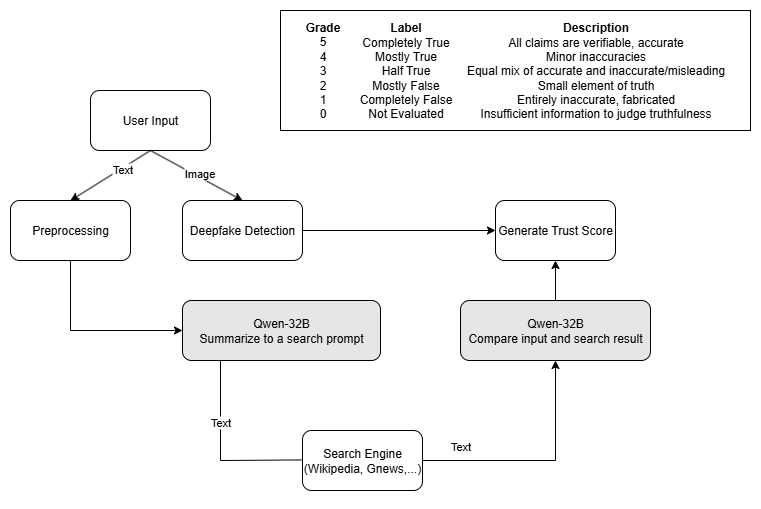 Grade Label Description
5 Completely True All claims are verifiable, accurate
4 Mostly True Minor inaccuracies
3 Half True Equal mix of accurate and inaccurate/misleading
2 Mostly False Small element of truth
1 Completely False Entirely inaccurate, fabricated
0 Not Evaluated Insufficient information to judge truthfulness
User Input
Text
Image
Preprocessing
Deepfake Detection
Generate Trust Score
Qwen-32B
Summarize to a search prompt
Qwen-32B
Compare input and search result
Text
Search Engine
(Wikipedia, Gnews,...)
Text